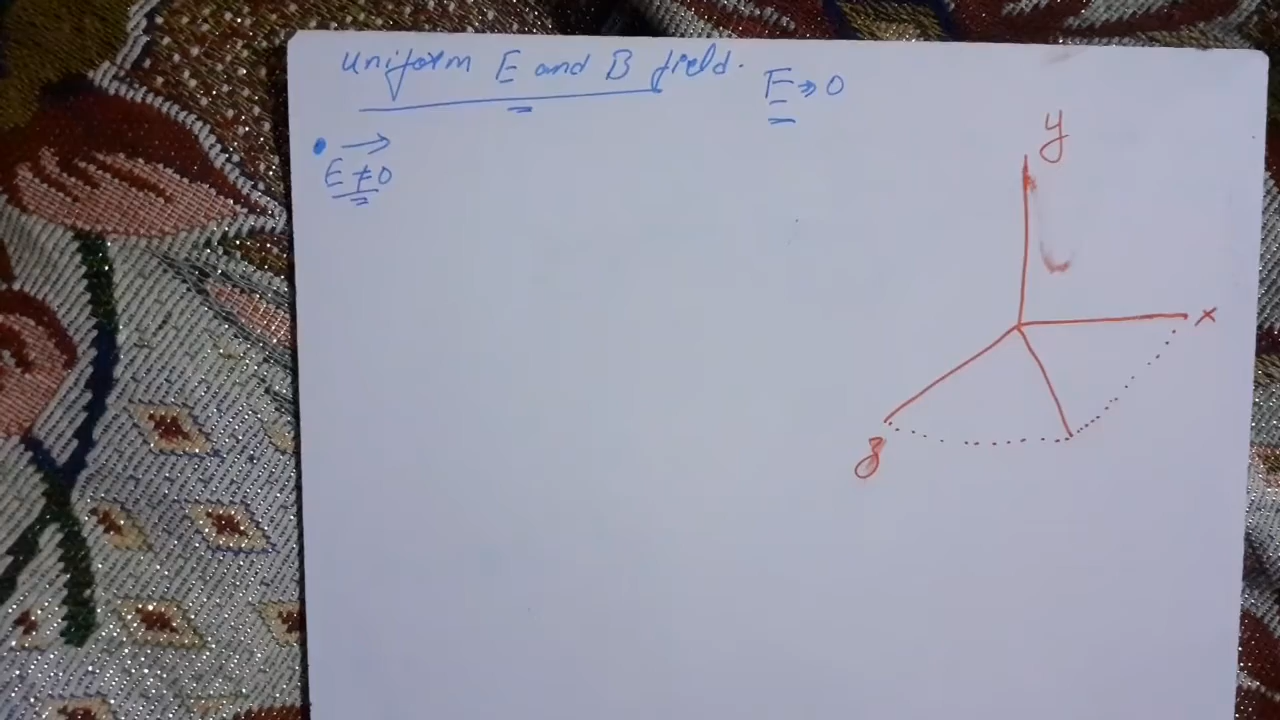 Uniform E and B field.
E → 0
E ≠ 0
y
x
z